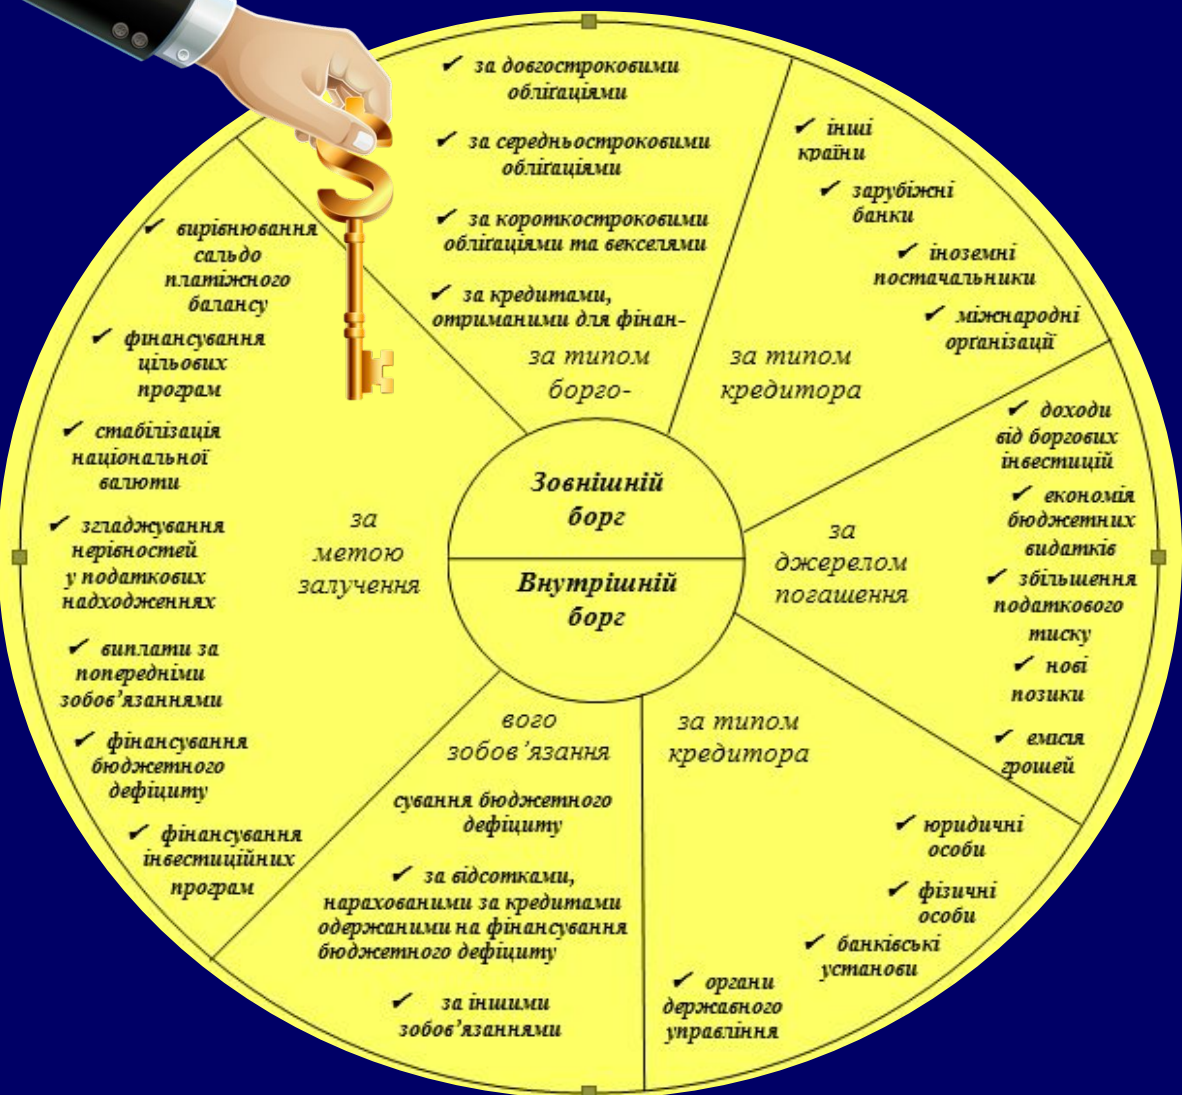 ✓ за довгостроковими
облігаціями
✓ за середньостроковими
облігаціями
✓ за короткостроковими
облігаціями та векселями
✓ за кредитами,
отриманими для фінан-
за типом
борго-
✓ інші
країни
✓ зарубіжні
банки
✓ іноземні
постачальники
✓ міжнародні
організації
за типом
кредитора
✓ доходи
від боргових
інвестицій
✓ економія
бюджетних
видатків
✓ збільшення
податкового
тиску
✓ нові
позики
✓ емісія
грошей
за
джерелом
погашення
Зовнішній
борг
Внутрішній
борг
✓ вирівнювання
сальдо
платіжного
балансу
✓ фінансування
цільових
програм
✓ стабілізація
національної
валюти
✓ згладжування
нерівностей
у податкових
надходженнях
✓ виплати за
попередніми
зобов’язаннями
✓ фінансування
бюджетного
дефіциту
✓ фінансування
інвестиційних
програм
за
метою
залучення
вого
зобов’язання
сування бюджетного
дефіциту
✓ за відсотками,
нарахованими за кредитами
одержаними на фінансування
бюджетного дефіциту
✓ за іншими
зобов’язаннями
за типом
кредитора
✓ юридичні
особи
✓ фізичні
особи
✓ банківські
установи
✓ органи
державного
управління